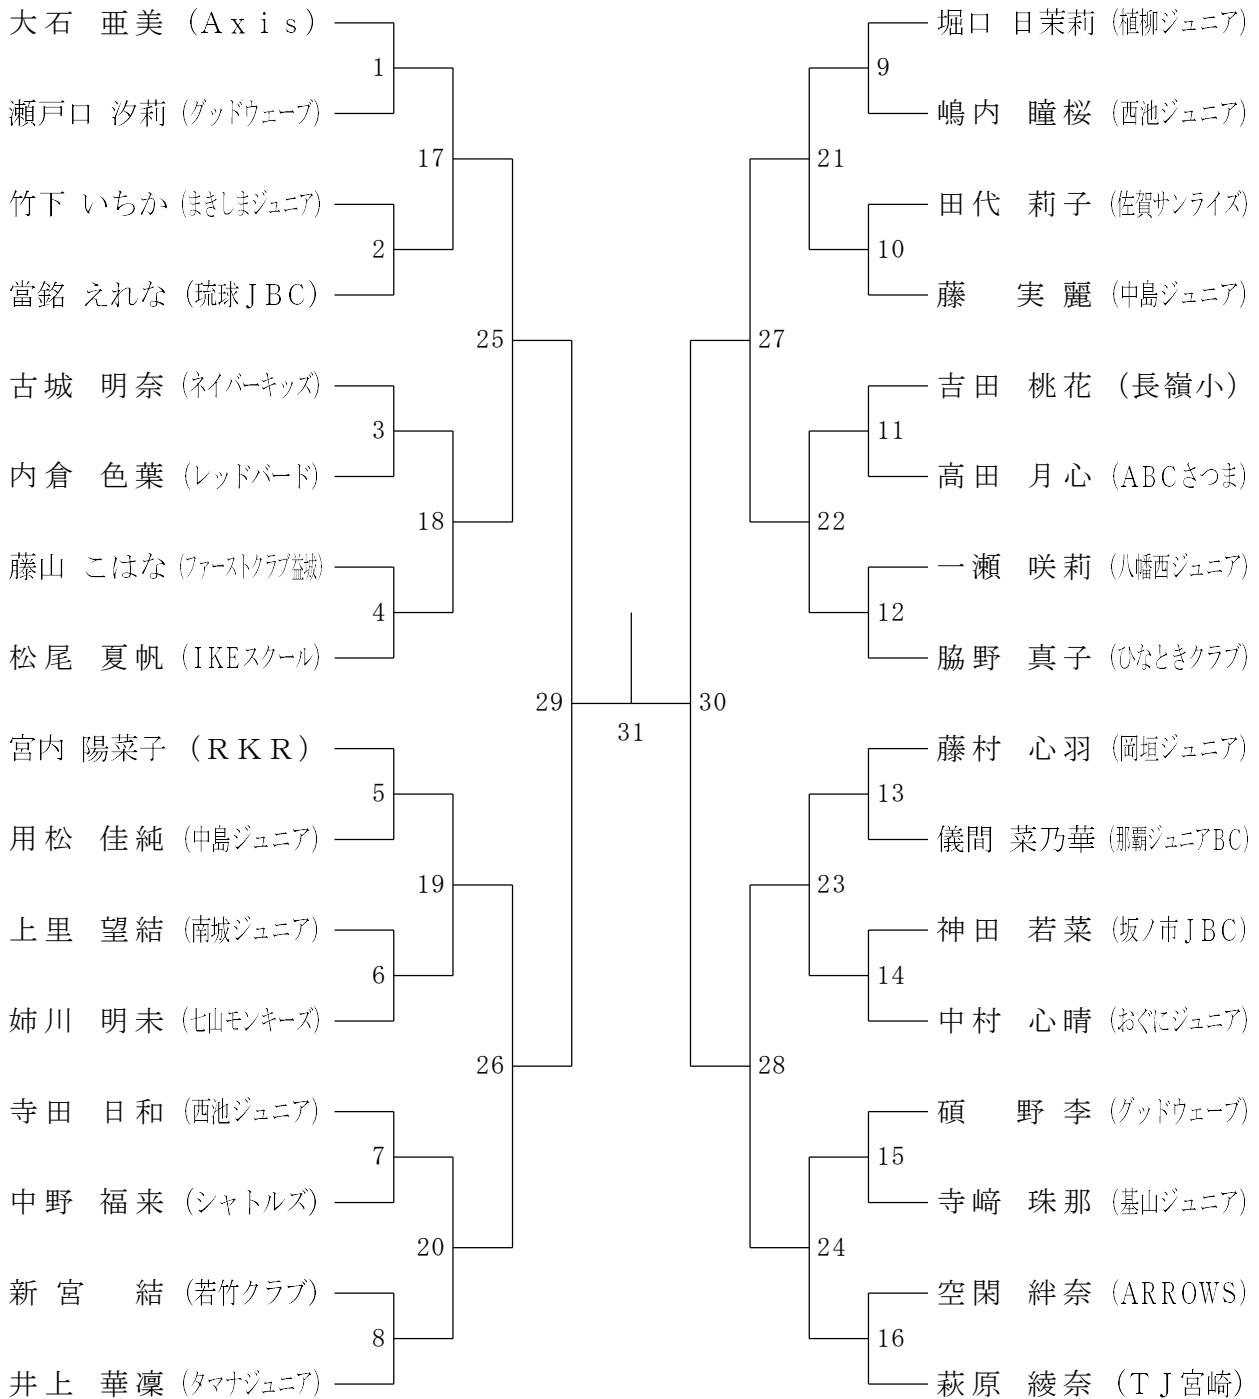 大石 亜美 (Axis)
1
瀬戸口 汐莉 (グッドウェーブ)
17
竹下 いちか (まきしまジュニア)
2
當銘 えれな (琉球JBC)
25
古城 明奈 (ネイバーキッズ)
3
内倉 色葉 (レッドバード)
18
藤山 こはな (ファーストクラブ益城)
4
松尾 夏帆 (IKEスクール)
29
宮内 陽菜子 (RKR)
5
用松 佳純 (中島ジュニア)
19
上里 望結 (南城ジュニア)
6
姉川 明未 (七山モンキーズ)
26
寺田 日和 (西池ジュニア)
7
中野 福来 (シャトルズ)
20
新宮 結 (若竹クラブ)
8
井上 華凜 (タマナジュニア)
31
堀口 日茉莉 (植柳ジュニア)
9
嶋内 瞳桜 (西池ジュニア)
21
田代 莉子 (佐賀サンライズ)
10
藤 実麗 (中島ジュニア)
27
吉田 桃花 (長嶺小)
11
高田 月心 (ABCさつま)
22
一瀬 咲莉 (八幡西ジュニア)
12
脇野 真子 (ひなときクラブ)
30
藤村 心羽 (岡垣ジュニア)
13
儀間 菜乃華 (那覇ジュニアBC)
23
神田 若菜 (坂ノ市JBC)
14
中村 心晴 (おぐにジュニア)
28
碩 野李 (グッドウェーブ)
15
寺﨑 珠那 (基山ジュニア)
24
空閑 絆奈 (ARROWS)
16
萩原 綾奈 (TJ宮崎)